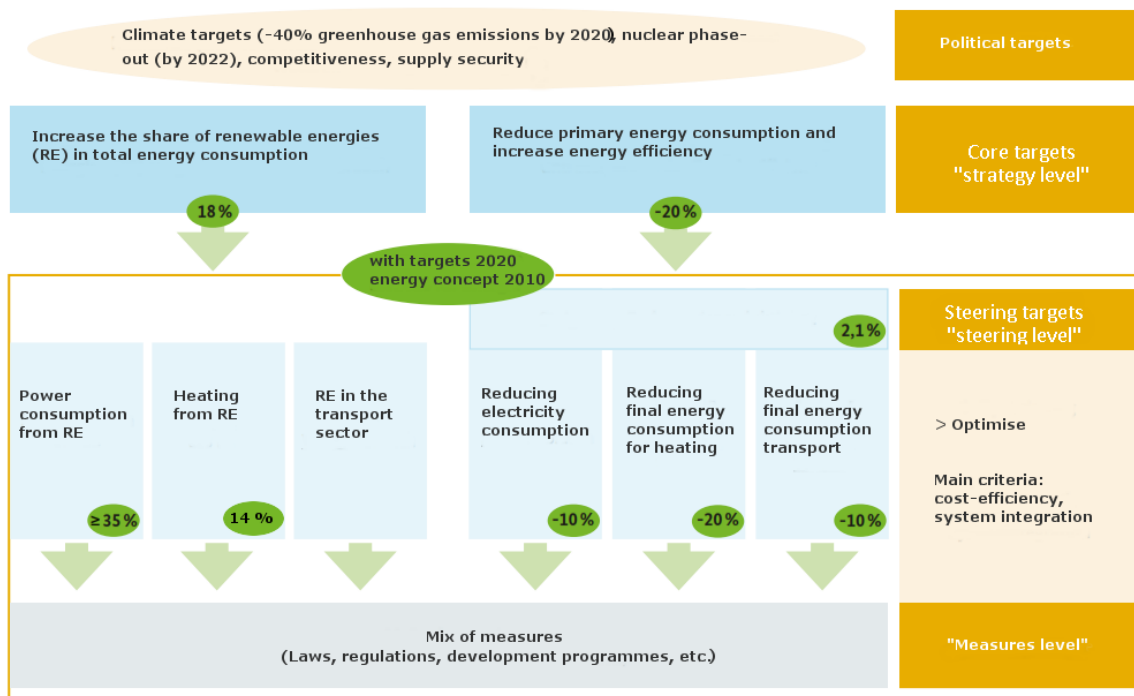 Climate targets (-40% greenhouse gas emissions by 2020), nuclear phase-
out (by 2022), competitiveness, supply security
Political targets
Increase the share of renewable energies
(RE) in total energy consumption
18%
Reduce primary energy consumption and
increase energy efficiency
-20%
Core targets
"strategy level"
with targets 2020
energy concept 2010
2,1%
Steering targets
"steering level"
Power
consumption
from RE
≥35%
Heating
from RE
14 %
RE in the
transport
sector
Reducing
electricity
consumption
-10%
Reducing
final energy
consumption
for heating
-20%
Reducing
final energy
consumption
transport
-10%
> Optimise
Main criteria:
cost-efficiency,
system integration
Mix of measures
(Laws, regulations, development programmes, etc.)
"Measures level"